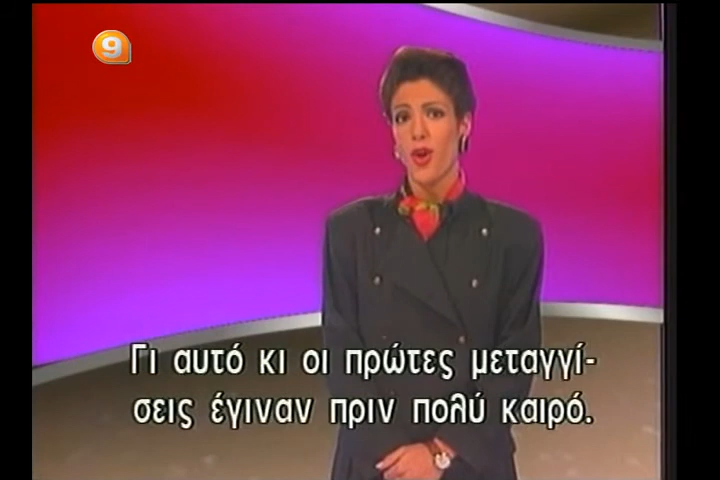 9
Γι αυτό κι οι πρώτες μεταγγί-
σεις έγιναν πριν πολύ καιρό.